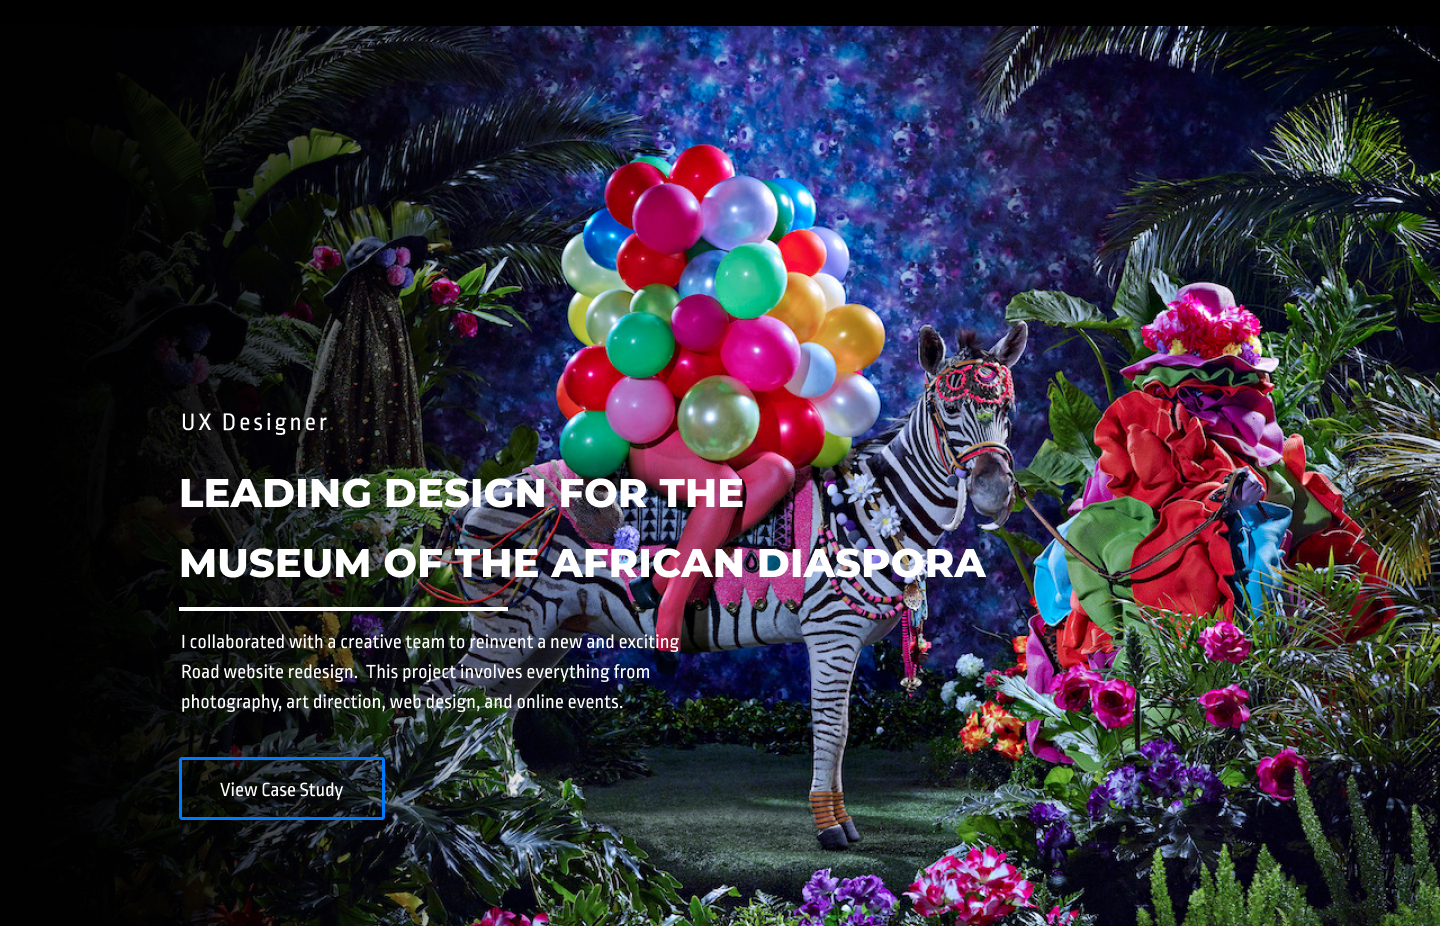 UX Designer
LEADING DESIGN FOR THE
MUSEUM OF THE AFRICAN DIASPORA
I collaborated with a creative team to reinvent a new and exciting
Road website redesign.  This project involves everything from
photography, art direction, web design, and online events.
View Case Study